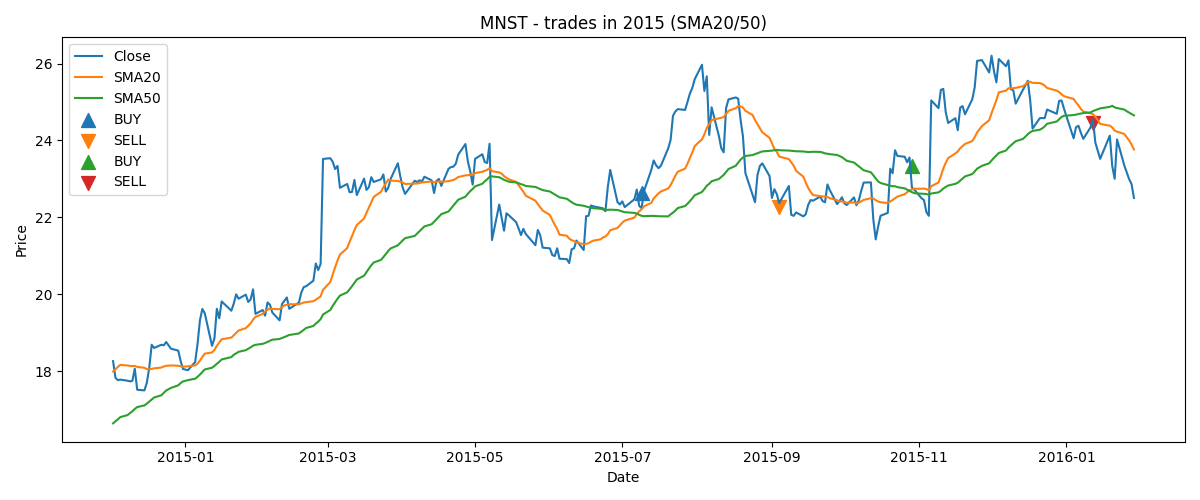 MNST - trades in 2015 (SMA20/50)
Close
SMA20
SMA50
BUY
SELL
BUY
SELL
Price
26
24
22
20
18
2015-01
2015-03
2015-05
2015-07
2015-09
2015-11
2016-01
Date